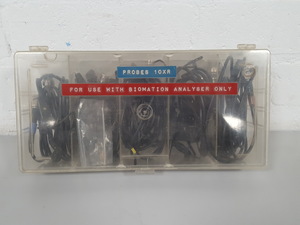 PROBES 10XR
FOR USE WITH BIOMATION ANALYSER ONLY